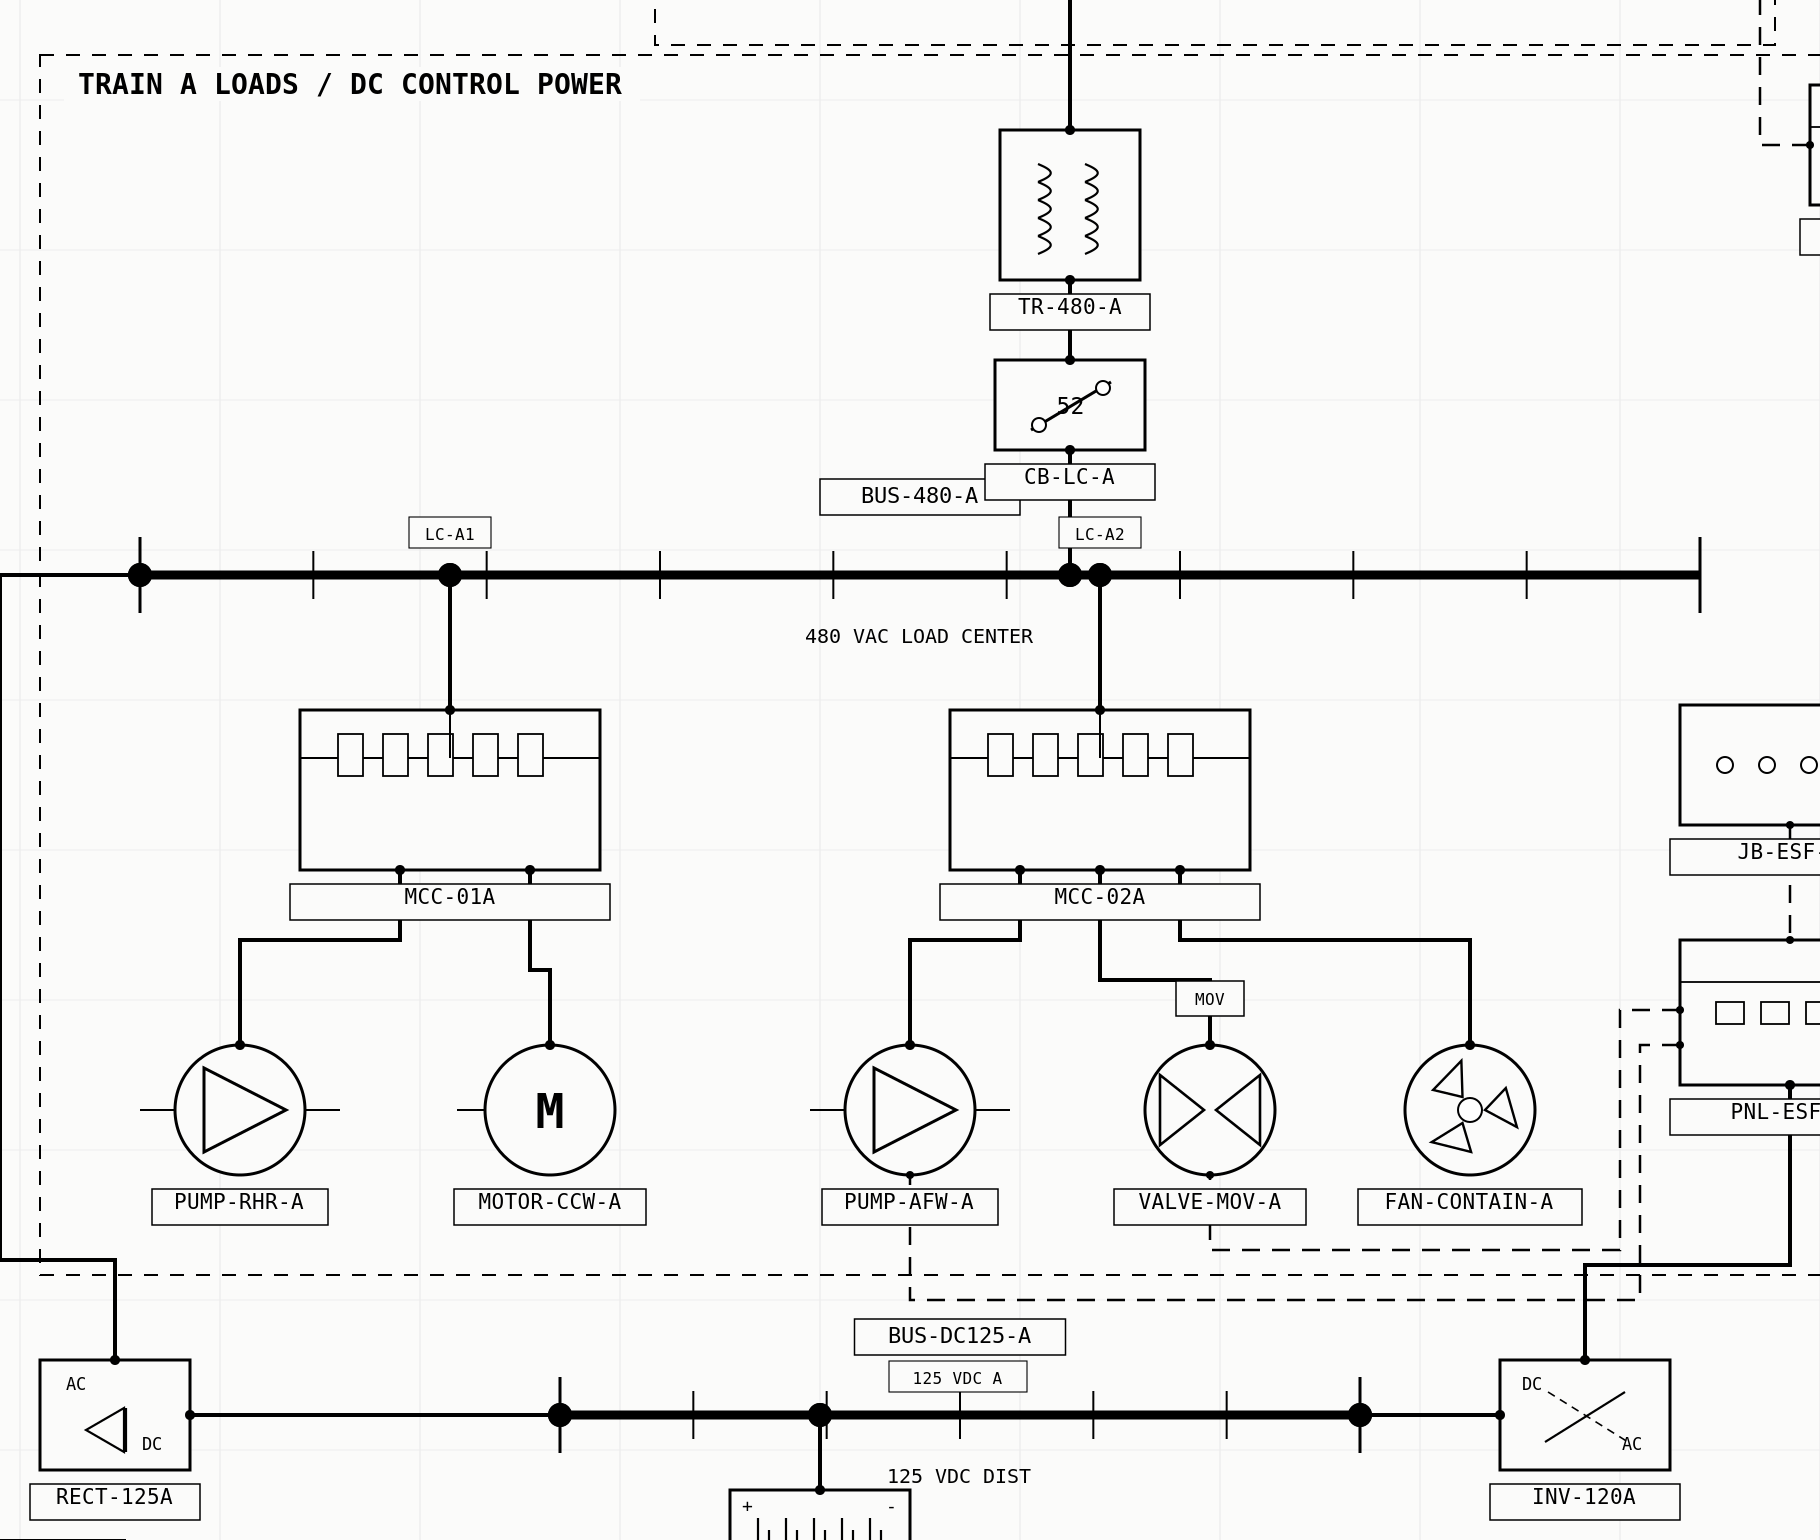 TRAIN A LOADS / DC CONTROL POWER
TR-480-A
52
CB-LC-A
BUS-480-A
LC-A1
LC-A2
480 VAC LOAD CENTER
MCC-01A
MCC-02A
JB-ESF-
MOV
M
PNL-ESF
PUMP-RHR-A
MOTOR-CCW-A
PUMP-AFW-A
VALVE-MOV-A
FAN-CONTAIN-A
BUS-DC125-A
125 VDC A
AC
DC
DC
AC
125 VDC DIST
RECT-125A
INV-120A
+ -